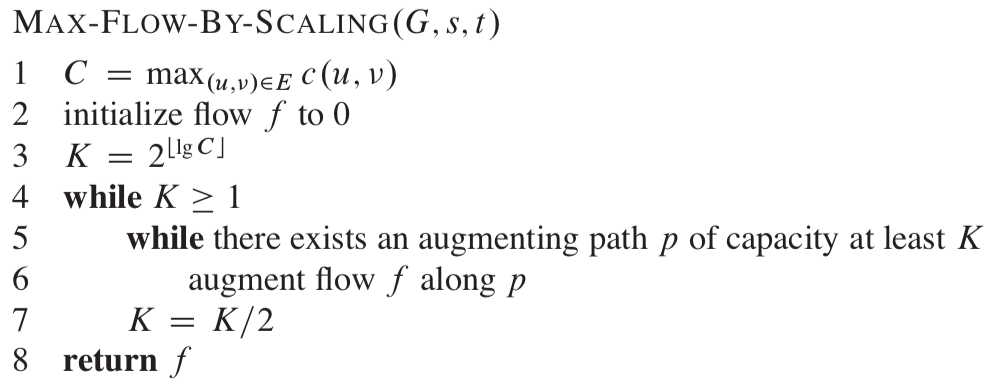 MAX-FLOW-BY-SCALING(G, s, t)
1 C = max_{(u,v)∈E} c(u, v)
2 initialize flow f to 0
3 K = 2^{⌊lg C⌋}
4 while K ≥ 1
5 while there exists an augmenting path p of capacity at least K
6 augment flow f along p
7 K = K/2
8 return f